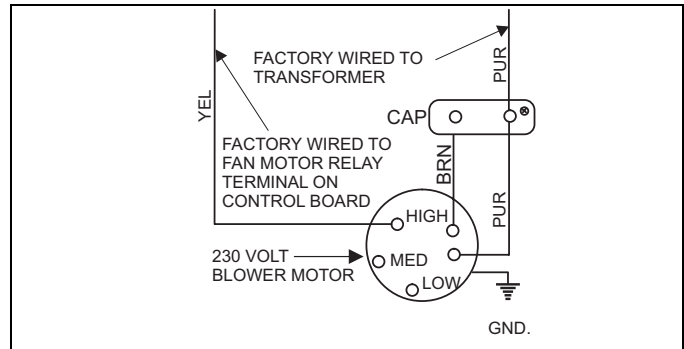 FACTORY WIRED TO
TRANSFORMER
PUR
YEL
CAP
FACTORY WIRED TO
FAN MOTOR RELAY
TERMINAL ON
CONTROL BOARD
BRN
PUR
HIGH
230 VOLT
BLOWER MOTOR
MED
LOW
GND.